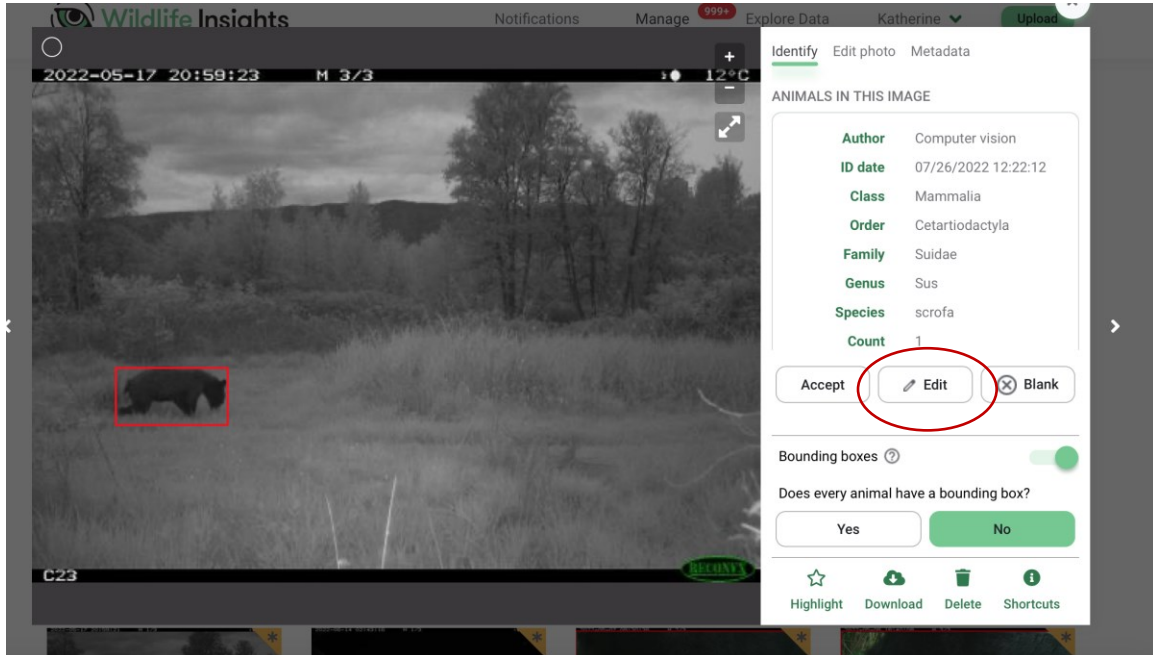 Wildlife Insights
Notifications Manage 999+ Explore Data Katherine Upload
2022-05-17 20:59:23 M 3/3 12°C
C23
RECONYX
Identify Edit photo Metadata
ANIMALS IN THIS IMAGE
Author Computer vision
ID date 07/26/2022 12:22:12
Class Mammalia
Order Cetartiodactyla
Family Suidae
Genus Sus
Species scrofa
Count 1
Accept Edit Blank
Bounding boxes
Does every animal have a bounding box?
Yes No
Highlight Download Delete Shortcuts